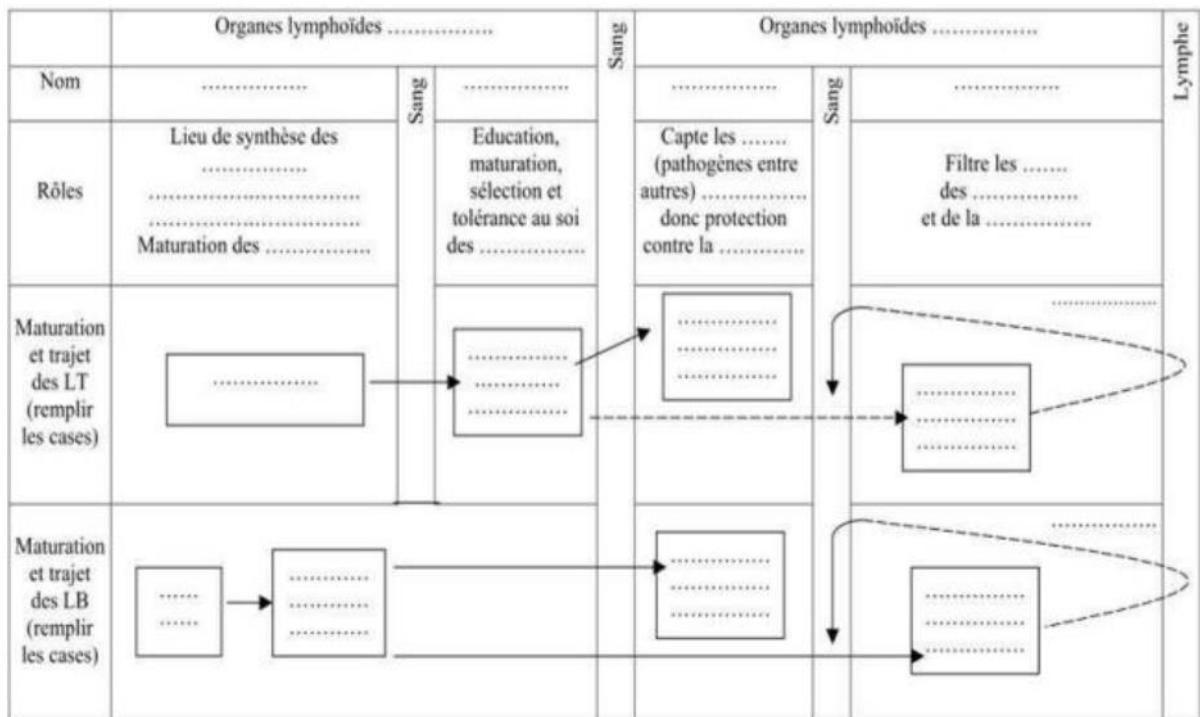 Organes lymphoïdes ................
Sang
Organes lymphoïdes ................
Lymphe
Nom
................
Sang
................
................
Sang
................
Rôles
Lieu de synthèse des
................
................................
................................
Maturation des ................
Education,
maturation,
sélection et
tolérance au soi
des ................
Capte les .......
(pathogènes entre
autres) ................
donc protection
contre la ............
Filtre les .......
des ................
et de la ................
Maturation
et trajet
des LT
(remplir
les cases)
................
...............
.............
...............
...............
...............
...............
................
...............
...............
...............
Maturation
et trajet
des LB
(remplir
les cases)
......
......
............
............
............
...............
...............
...............
................
...............
...............
...............